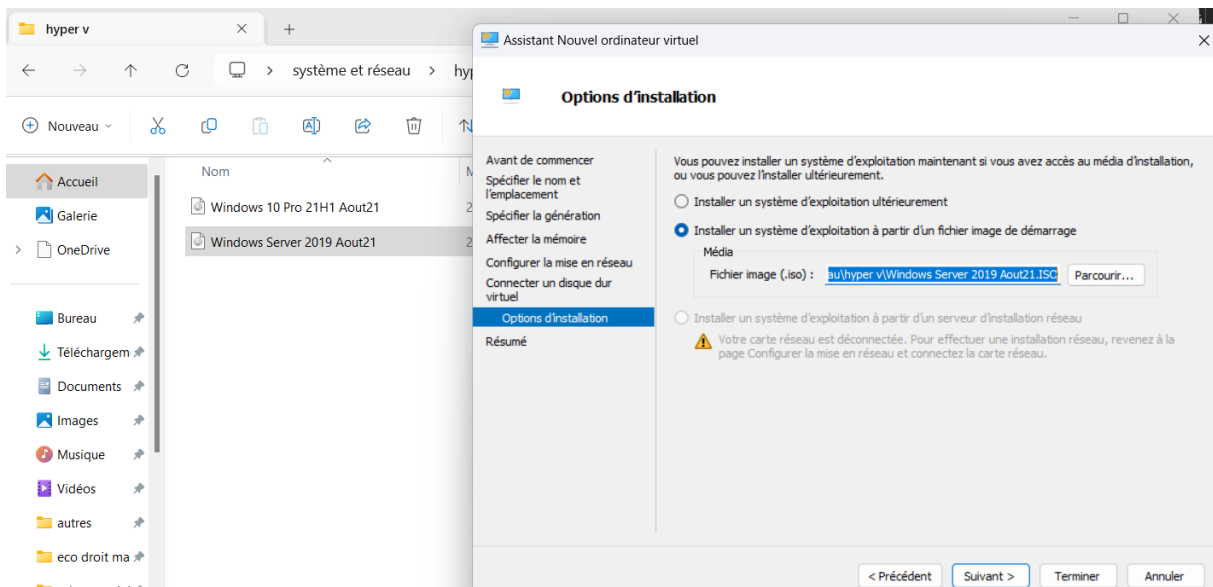 hyper v
système et réseau
Nouveau
Nom
Accueil
Galerie
OneDrive
Windows 10 Pro 21H1 Aout21
Windows Server 2019 Aout21
Bureau
Téléchargem
Documents
Images
Musique
Vidéos
autres
eco droit ma
Assistant Nouvel ordinateur virtuel
Options d'installation
Avant de commencer
Spécifier le nom et
l'emplacement
Spécifier la génération
Affecter la mémoire
Configurer la mise en réseau
Connecter un disque dur
virtuel
Options d'installation
Résumé
Vous pouvez installer un système d'exploitation maintenant si vous avez accès au média d'installation,
ou vous pouvez l'installer ultérieurement.
Installer un système d'exploitation ultérieurement
Installer un système d'exploitation à partir d'un fichier image de démarrage
Média
Fichier image (.iso) : au\hyper v\Windows Server 2019 Aout21.ISO Parcourir...
Installer un système d'exploitation à partir d'un serveur d'installation réseau
Votre carte réseau est déconnectée. Pour effectuer une installation réseau, revenez à la
page Configurer la mise en réseau et connectez la carte réseau.
< Précédent Suivant > Terminer Annuler